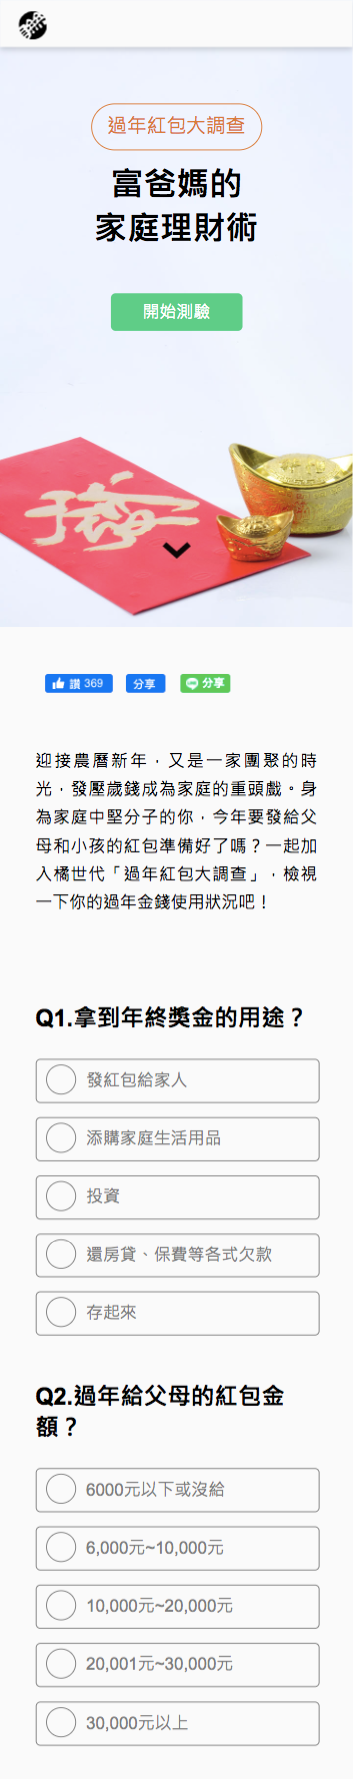 過年紅包大調查
富爸媽的
家庭理財術
開始測驗
發
讚 369 分享 分享
迎接農曆新年，又是一家團聚的時
光，發壓歲錢成為家庭的重頭戲。身
為家庭中堅分子的你，今年要發給父
母和小孩的紅包準備好了嗎？一起加
入橘世代「過年紅包大調查」，檢視
一下你的過年金錢使用狀況吧！
Q1.拿到年終獎金的用途？
發紅包給家人
添購家庭生活用品
投資
還房貸、保費等各式欠款
存起來
Q2.過年給父母的紅包金
額？
6000元以下或沒給
6,000元~10,000元
10,000元~20,000元
20,001元~30,000元
30,000元以上